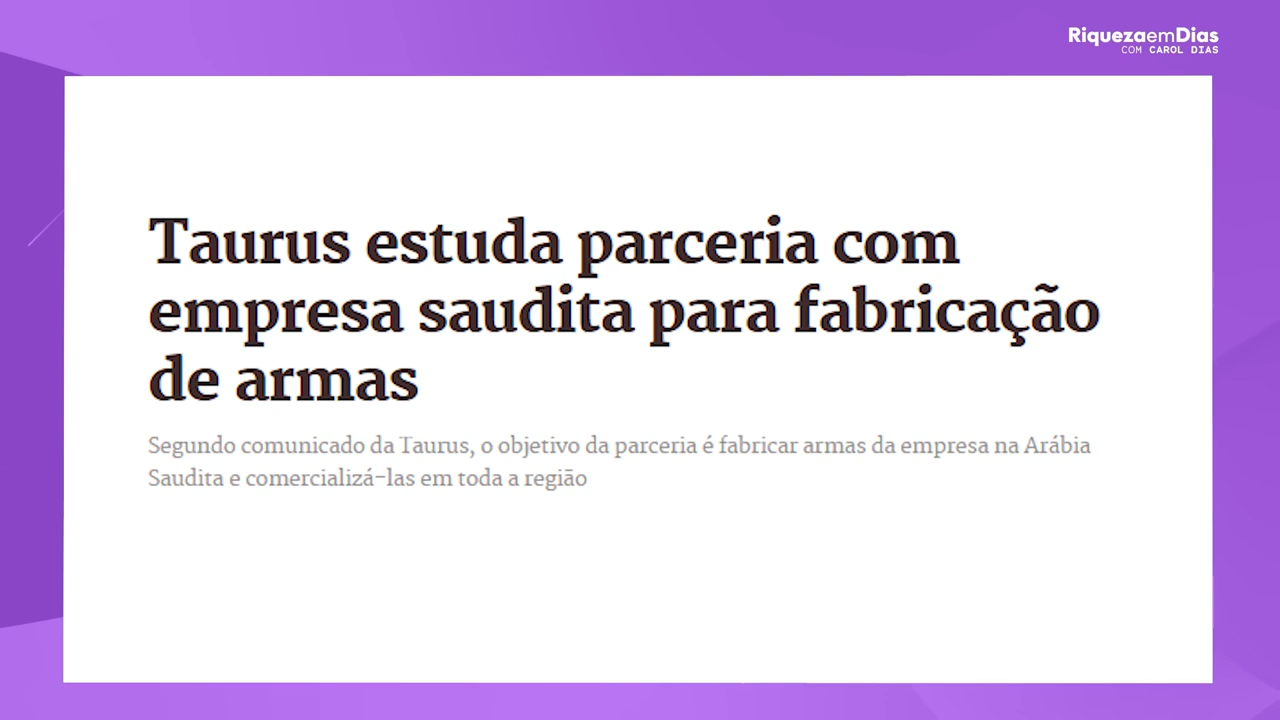 RiquezaemDias
COM CAROL DIAS
Taurus estuda parceria com
empresa saudita para fabricação
de armas
Segundo comunicado da Taurus, o objetivo da parceria é fabricar armas da empresa na Arábia
Saudita e comercializá-las em toda a região